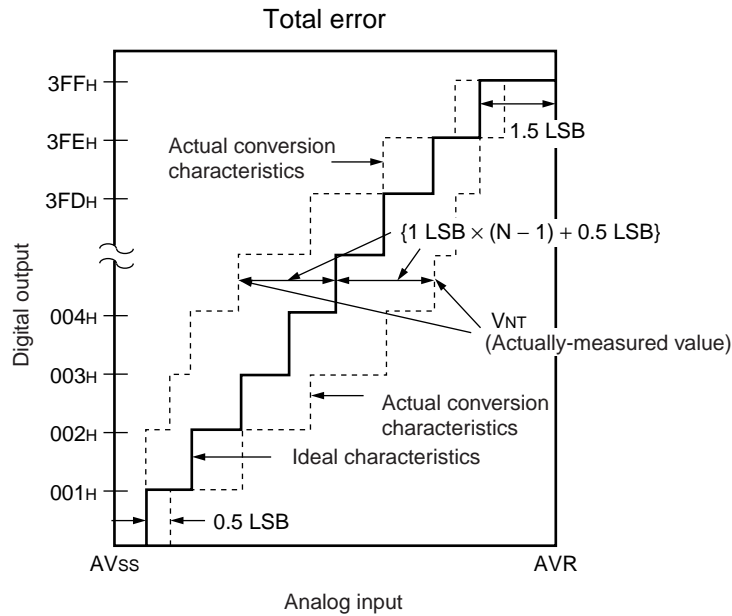 Total error
3FFH
3FEH
3FDH
004H
003H
002H
001H
Digital output
Actual conversion
characteristics
1.5 LSB
{1 LSB × (N − 1) + 0.5 LSB}
VNT
(Actually-measured value)
Actual conversion
characteristics
Ideal characteristics
0.5 LSB
AVSS
AVR
Analog input